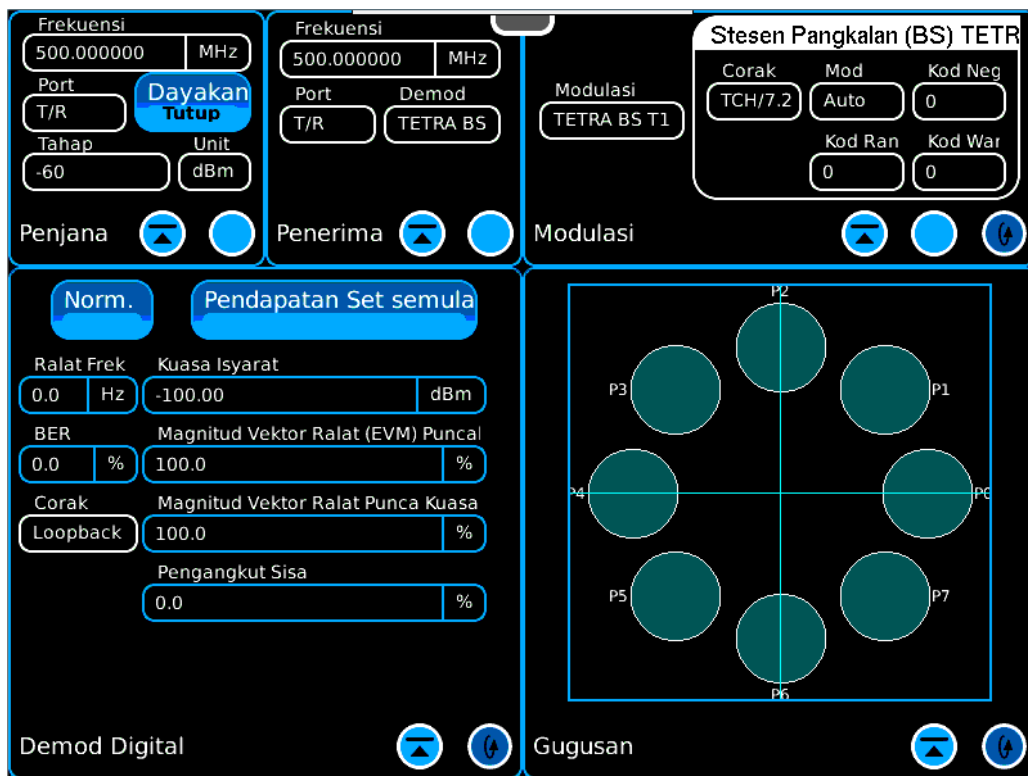 Frekuensi
500.000000 MHz
Port
T/R
Dayakan
Tutup
Tahap Unit
-60 dBm
Penjana
Frekuensi
500.000000 MHz
Port Demod
T/R TETRA BS
Penerima
Modulasi
TETRA BS T1
Stesen Pangkalan (BS) TETR
Corak Mod Kod Neg
TCH/7.2 Auto 0
Kod Ran Kod War
0 0
Modulasi
Norm. Pendapatan Set semula
Ralat Frek Kuasa Isyarat
0.0 Hz -100.00 dBm
BER Magnitud Vektor Ralat (EVM) Puncal
0.0 % 100.0 %
Corak Magnitud Vektor Ralat Punca Kuasa
Loopback 100.0 %
Pengangkut Sisa
0.0 %
Demod Digital
P2
P3 P1
P4 P0
P5 P7
P6
Gugusan